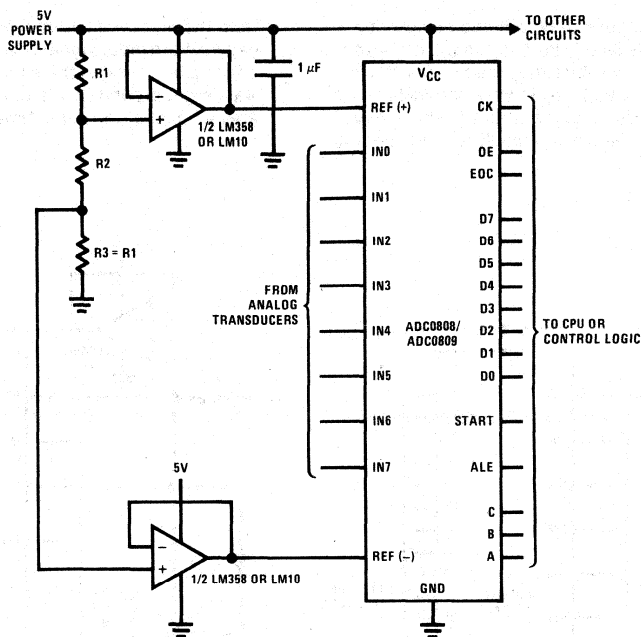 5V
POWER
SUPPLY
TO OTHER
CIRCUITS
R1
1 µF
VCC
1/2 LM358
OR LM10
REF (+)
CK
IN0
OE
R2
EOC
IN1
D7
IN2
D6
D5
R3 = R1
IN3
D4
FROM
ANALOG
TRANSDUCERS
D3
IN4
ADC0808/
ADC0809
D2
TO CPU OR
CONTROL LOGIC
D1
IN5
D0
IN6
START
IN7
ALE
5V
C
B
REF (–)
A
1/2 LM358 OR LM10
GND